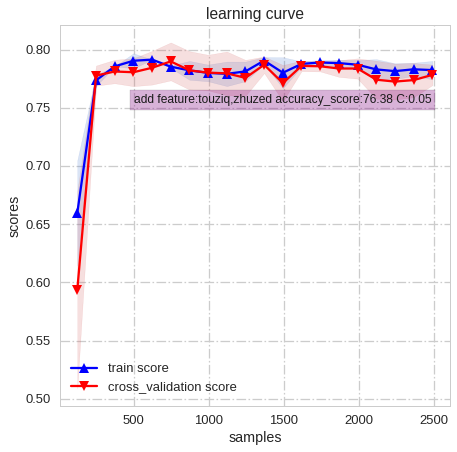 learning curve
0.80
add feature:touziq,zhuzed accuracy_score:76.38 C:0.05
0.75
0.70
scores
0.65
0.60
0.55
train score
cross_validation score
0.50
500 1000 1500 2000 2500
samples